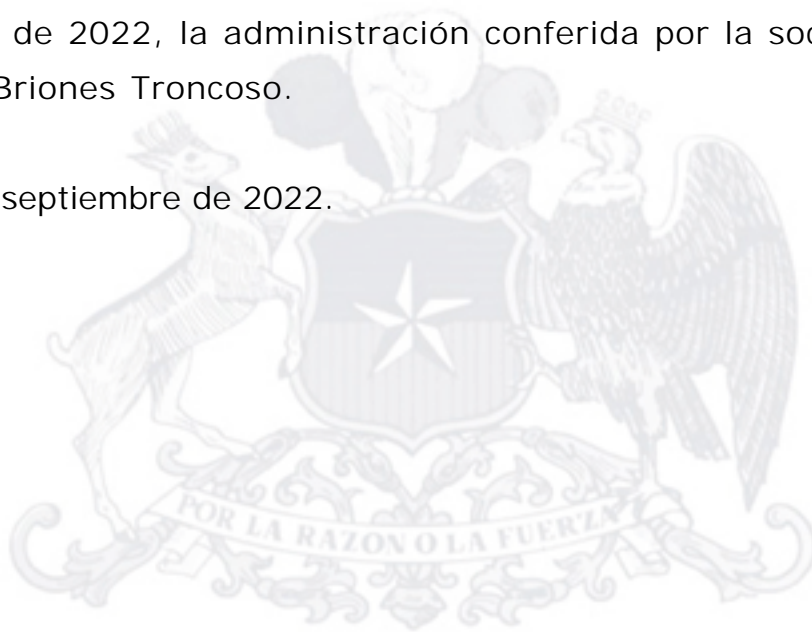 de 2022, la administración conferida por la soc
Briones Troncoso.
septiembre de 2022.
POR LA RAZON O LA FUERZA